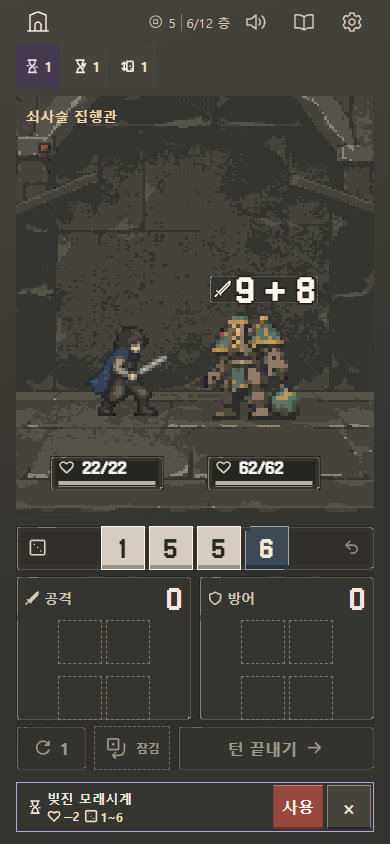 5 6/12 층
1 1 1
쇠사슬 집행관
9 + 8
22/22 62/62
1 5 5 6
공격 0 방어 0
1 잠김 턴 끝내기 →
빚진 모래시계
−2 1~6
사용 ×